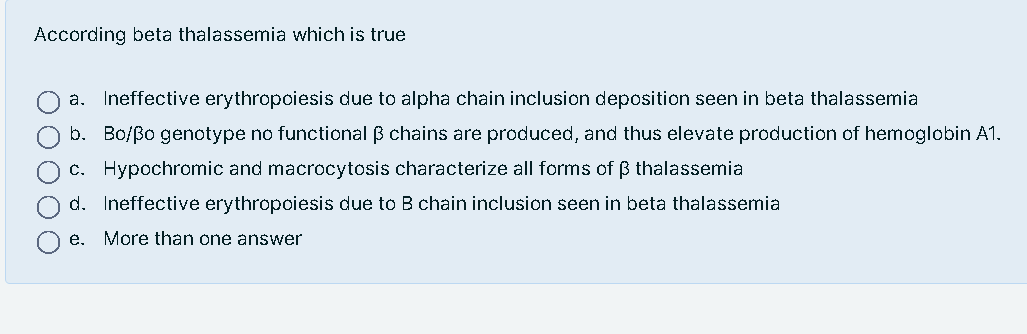 According beta thalassemia which is true
a. Ineffective erythropoiesis due to alpha chain inclusion deposition seen in beta thalassemia
b. Bo/βo genotype no functional β chains are produced, and thus elevate production of hemoglobin A1.
c. Hypochromic and macrocytosis characterize all forms of β thalassemia
d. Ineffective erythropoiesis due to B chain inclusion seen in beta thalassemia
e. More than one answer